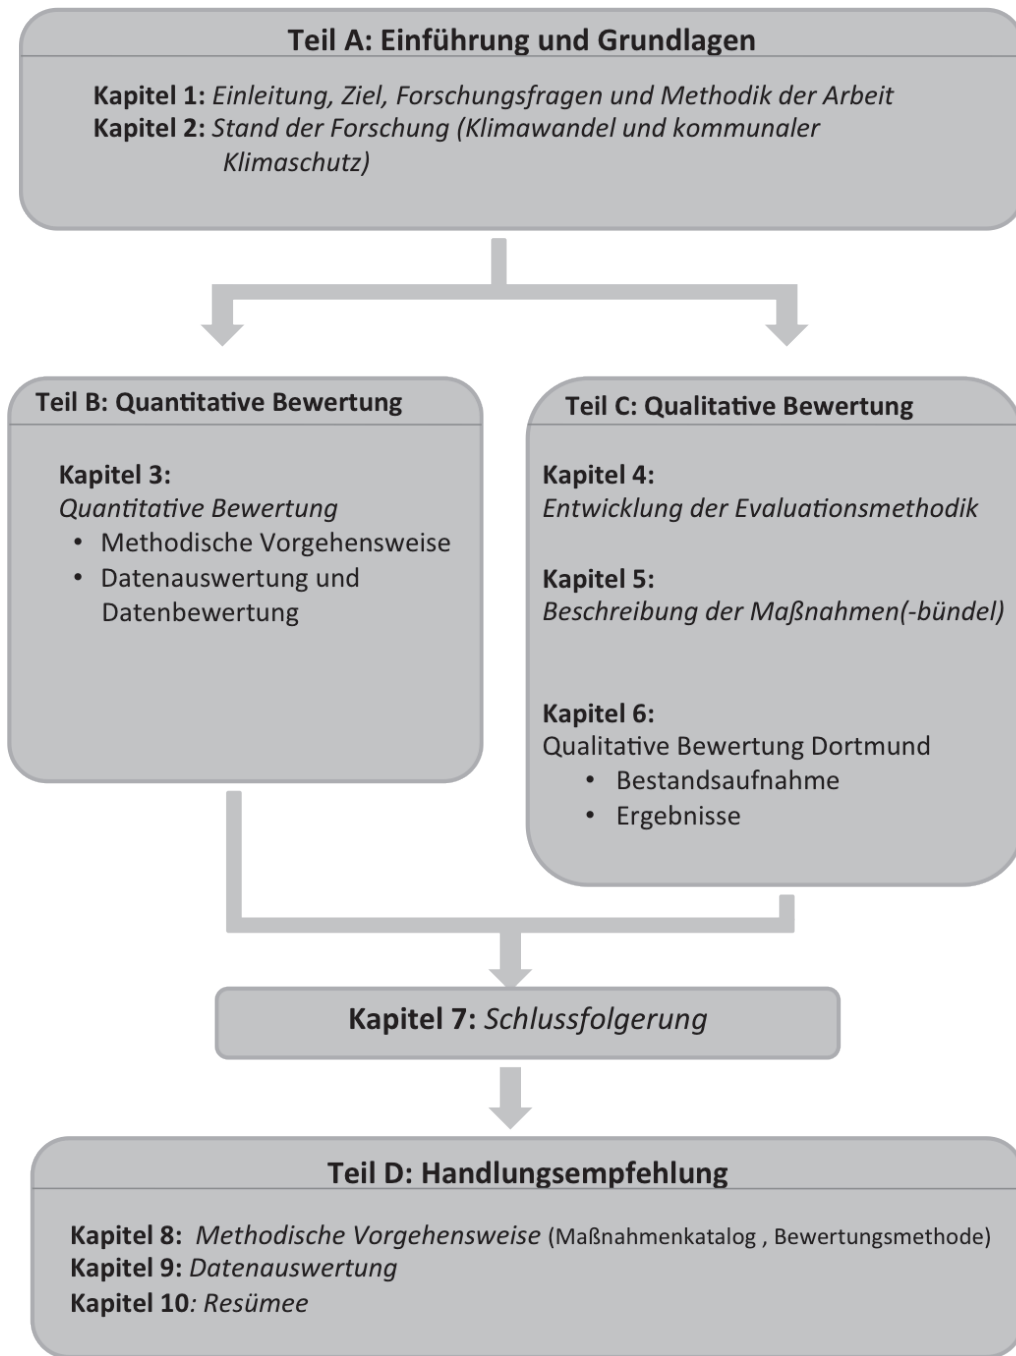 Teil A: Einführung und Grundlagen
Kapitel 1: Einleitung, Ziel, Forschungsfragen und Methodik der Arbeit
Kapitel 2: Stand der Forschung (Klimawandel und kommunaler
Klimaschutz)
Teil B: Quantitative Bewertung
Kapitel 3:
Quantitative Bewertung
• Methodische Vorgehensweise
• Datenauswertung und
Datenbewertung
Teil C: Qualitative Bewertung
Kapitel 4:
Entwicklung der Evaluationsmethodik
Kapitel 5:
Beschreibung der Maßnahmen(-bündel)
Kapitel 6:
Qualitative Bewertung Dortmund
• Bestandsaufnahme
• Ergebnisse
Kapitel 7: Schlussfolgerung
Teil D: Handlungsempfehlung
Kapitel 8: Methodische Vorgehensweise (Maßnahmenkatalog , Bewertungsmethode)
Kapitel 9: Datenauswertung
Kapitel 10: Resümee